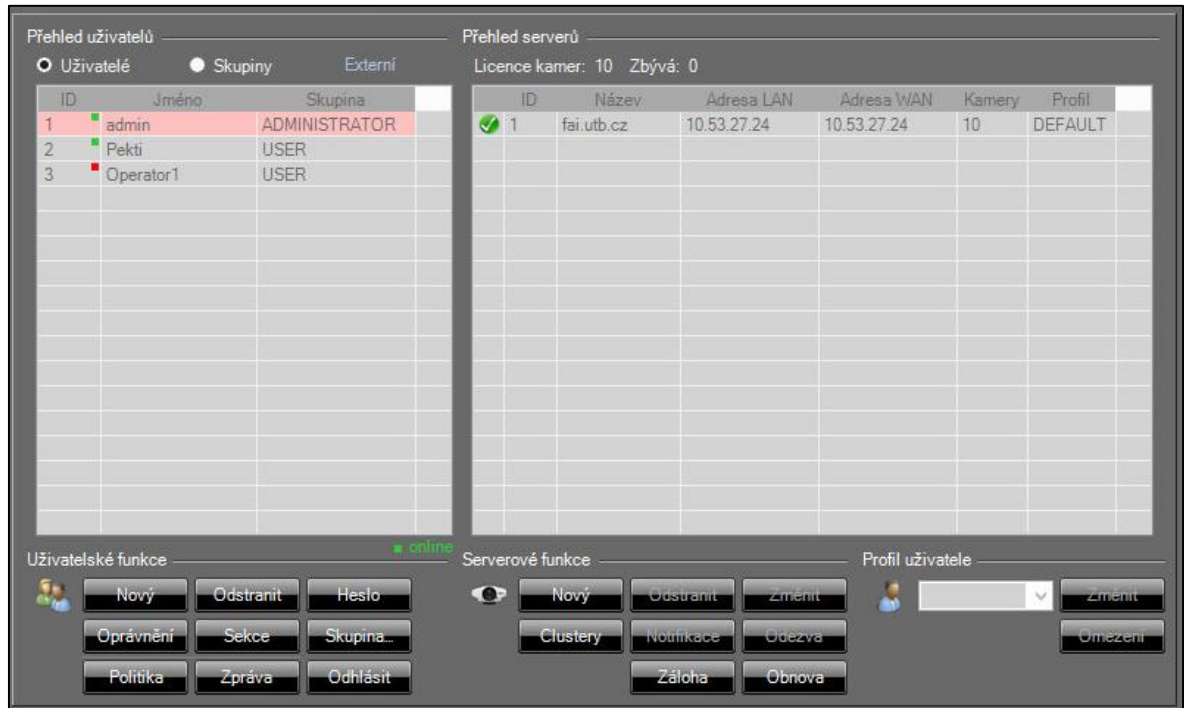 Přehled uživatelů
Uživatelé Skupiny Externí
ID Jméno Skupina
1 admin ADMINISTRATOR
2 Pekti USER
3 Operator1 USER
online
Přehled serverů
Licence kamer: 10 Zbývá: 0
ID Název Adresa LAN Adresa WAN Kamery Profil
1 fai.utb.cz 10.53.27.24 10.53.27.24 10 DEFAULT
Uživatelské funkce
Nový Odstranit Heslo
Oprávnění Sekce Skupina...
Politika Zpráva Odhlásit
Serverové funkce
Nový Odstranit Změnit
Clustery Notifikace Odezva
Záloha Obnova
Profil uživatele
Změnit
Omezení